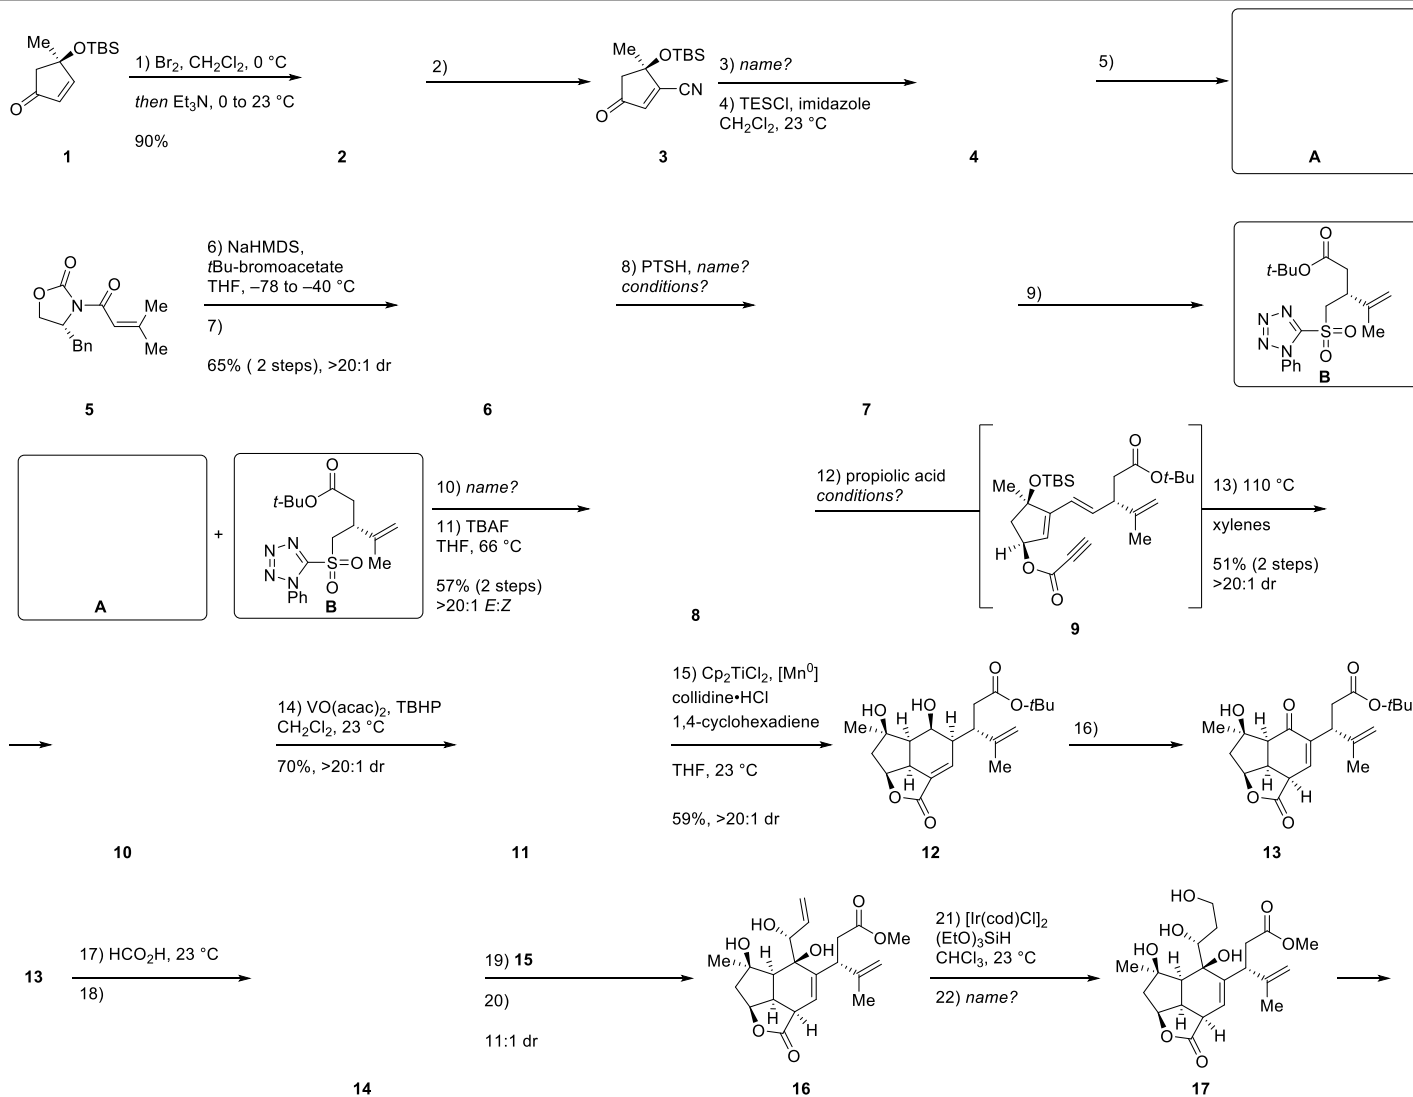 Me
OTBS
O
1
1) Br2, CH2Cl2, 0 °C
then Et3N, 0 to 23 °C
90%
2
2)
Me
OTBS
CN
O
3
3) name?
4) TESCl, imidazole
CH2Cl2, 23 °C
4
5)
A
O
O
O
N
Me
Me
Bn
5
6) NaHMDS,
tBu-bromoacetate
THF, –78 to –40 °C
7)
65% ( 2 steps), >20:1 dr
6
8) PTSH, name?
conditions?
7
9)
O
t-BuO
N N
N
N
Ph
S O
O
Me
B
A
+
O
t-BuO
N N
N
N
Ph
S O
O
Me
B
10) name?
11) TBAF
THF, 66 °C
57% (2 steps)
>20:1 E:Z
8
12) propiolic acid
conditions?
Me
OTBS
O
Ot-Bu
Me
H
O
O
9
13) 110 °C
xylenes
51% (2 steps)
>20:1 dr
10
14) VO(acac)2, TBHP
CH2Cl2, 23 °C
70%, >20:1 dr
11
15) Cp2TiCl2, [Mn0]
collidine•HCl
1,4-cyclohexadiene
THF, 23 °C
59%, >20:1 dr
HO
Me
H
HO
H
O
Ot-Bu
Me
H
O
O
12
16)
HO
Me
H
O
O
Ot-Bu
Me
H
H
O
O
13
13
17) HCO2H, 23 °C
18)
14
19) 15
20)
11:1 dr
HO
HO
Me
H
OH
O
OMe
Me
H
H
O
O
16
21) [Ir(cod)Cl]2
(EtO)3SiH
CHCl3, 23 °C
22) name?
HO
HO
HO
Me
H
OH
O
OMe
Me
H
H
O
O
17